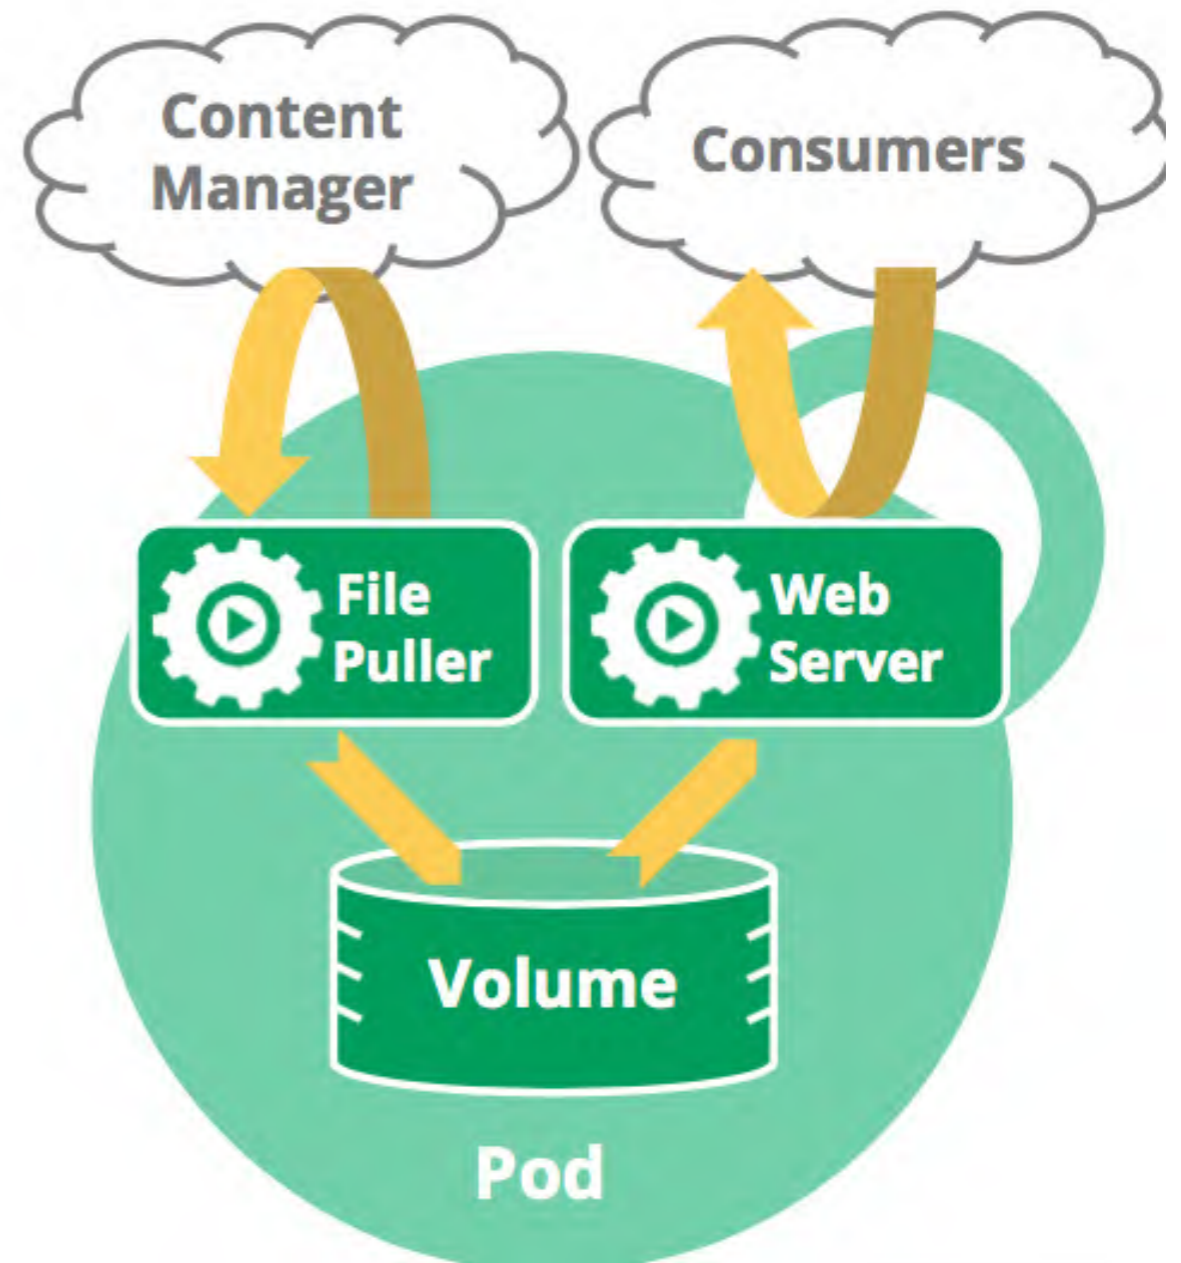 Content
Manager
Consumers
File
Puller
Web
Server
Volume
Pod